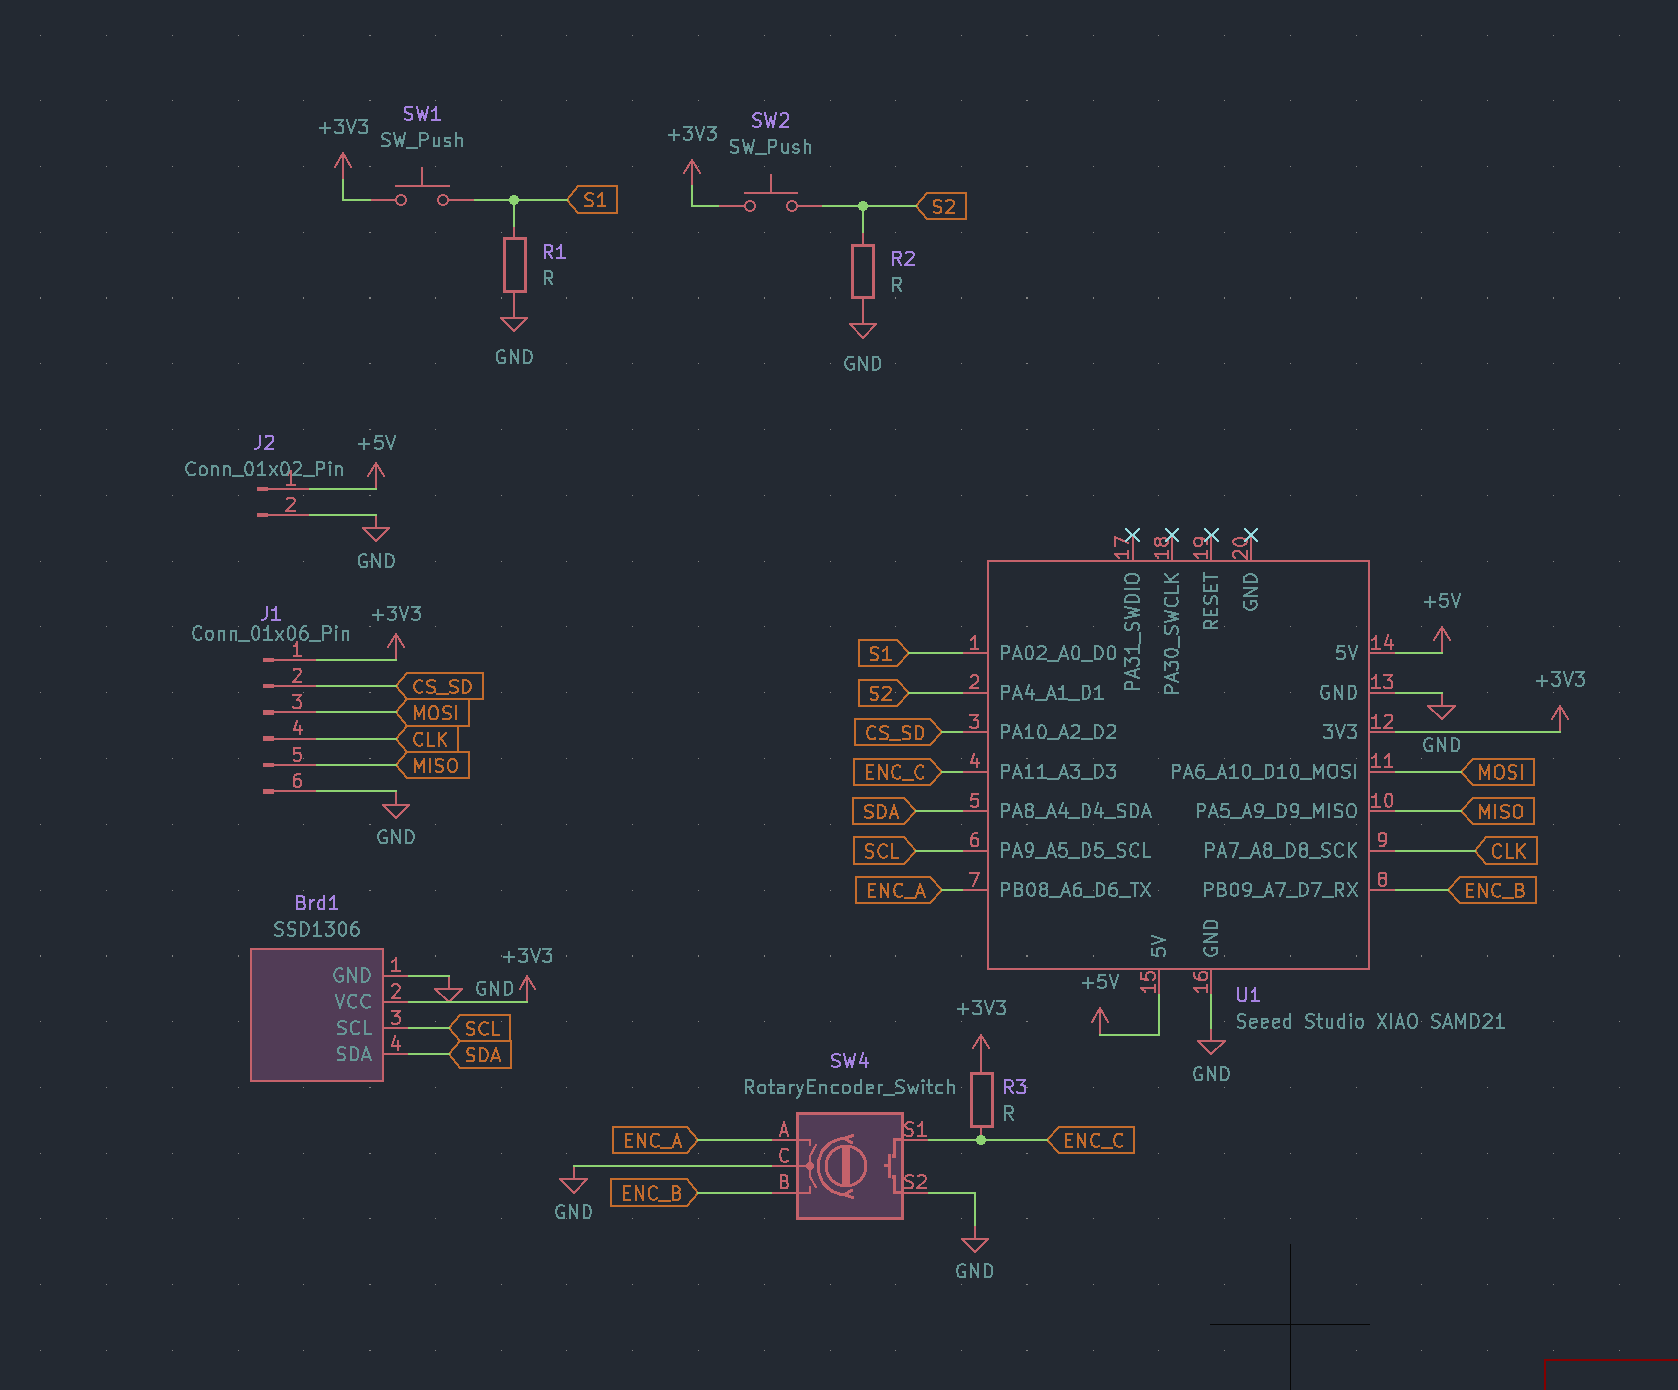 SW1
+3V3
SW_Push
S1
R1
R
GND
SW2
+3V3
SW_Push
S2
R2
R
GND
J2
+5V
Conn_01x02_Pin
1
2
GND
J1
+3V3
Conn_01x06_Pin
1
2
CS_SD
3
MOSI
4
CLK
5
MISO
6
GND
Brd1
SSD1306
+3V3
GND
1
GND
VCC
2
SCL
3
SCL
SDA
4
SDA
17
18
19
20
PA31_SWDIO
PA30_SWCLK
RESET
GND
S1
1
PA02_A0_D0
S2
2
PA4_A1_D1
CS_SD
3
PA10_A2_D2
ENC_C
4
PA11_A3_D3
SDA
5
PA8_A4_D4_SDA
SCL
6
PA9_A5_D5_SCL
ENC_A
7
PB08_A6_D6_TX
+5V
5V
14
GND
13
GND
+3V3
3V3
12
PA6_A10_D10_MOSI
11
MOSI
PA5_A9_D9_MISO
10
MISO
PA7_A8_D8_SCK
9
CLK
PB09_A7_D7_RX
8
ENC_B
5V
GND
15
16
+5V
GND
U1
Seeed Studio XIAO SAMD21
+3V3
R3
R
SW4
RotaryEncoder_Switch
ENC_A
A
C
ENC_B
B
GND
S1
ENC_C
S2
GND